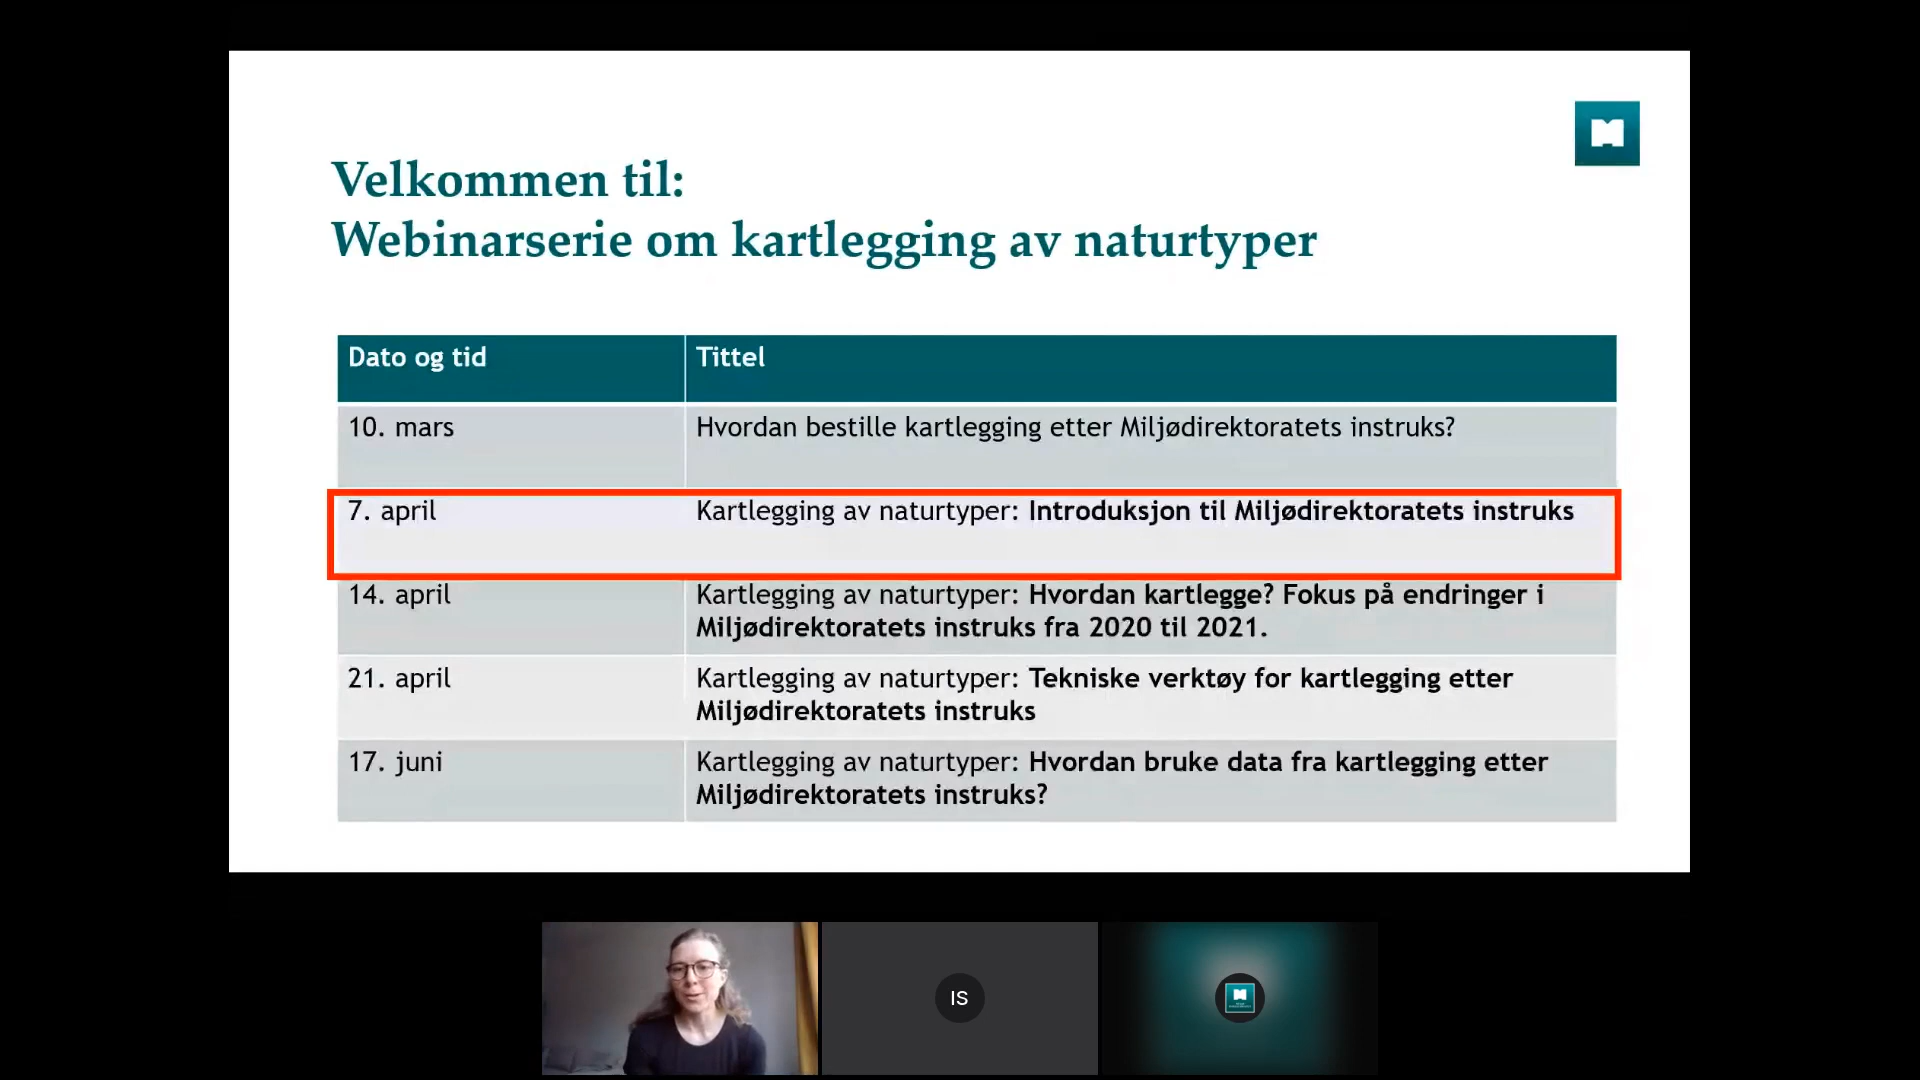 Velkommen til:
Webinarserie om kartlegging av naturtyper
Dato og tid
Tittel
10. mars
Hvordan bestille kartlegging etter Miljødirektoratets instruks?
7. april
Kartlegging av naturtyper: Introduksjon til Miljødirektoratets instruks
14. april
Kartlegging av naturtyper: Hvordan kartlegge? Fokus på endringer i
Miljødirektoratets instruks fra 2020 til 2021.
21. april
Kartlegging av naturtyper: Tekniske verktøy for kartlegging etter
Miljødirektoratets instruks
17. juni
Kartlegging av naturtyper: Hvordan bruke data fra kartlegging etter
Miljødirektoratets instruks?
IS